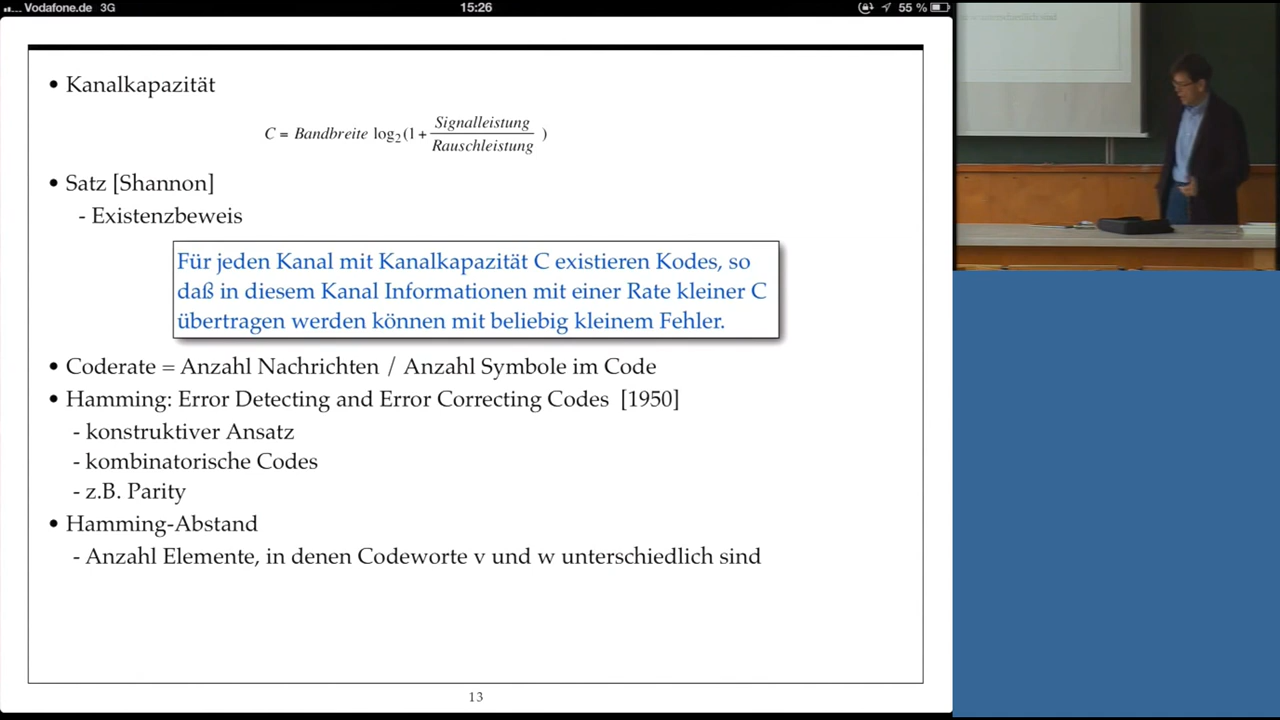 Vodafone.de 3G 15:26 55 %
• Kanalkapazität
C = Bandbreite log₂(1 + Signalleistung / Rauschleistung )
• Satz [Shannon]
- Existenzbeweis
Für jeden Kanal mit Kanalkapazität C existieren Kodes, so
daß in diesem Kanal Informationen mit einer Rate kleiner C
übertragen werden können mit beliebig kleinem Fehler.
• Coderate = Anzahl Nachrichten / Anzahl Symbole im Code
• Hamming: Error Detecting and Error Correcting Codes [1950]
- konstruktiver Ansatz
- kombinatorische Codes
- z.B. Parity
• Hamming-Abstand
- Anzahl Elemente, in denen Codeworte v und w unterschiedlich sind
13